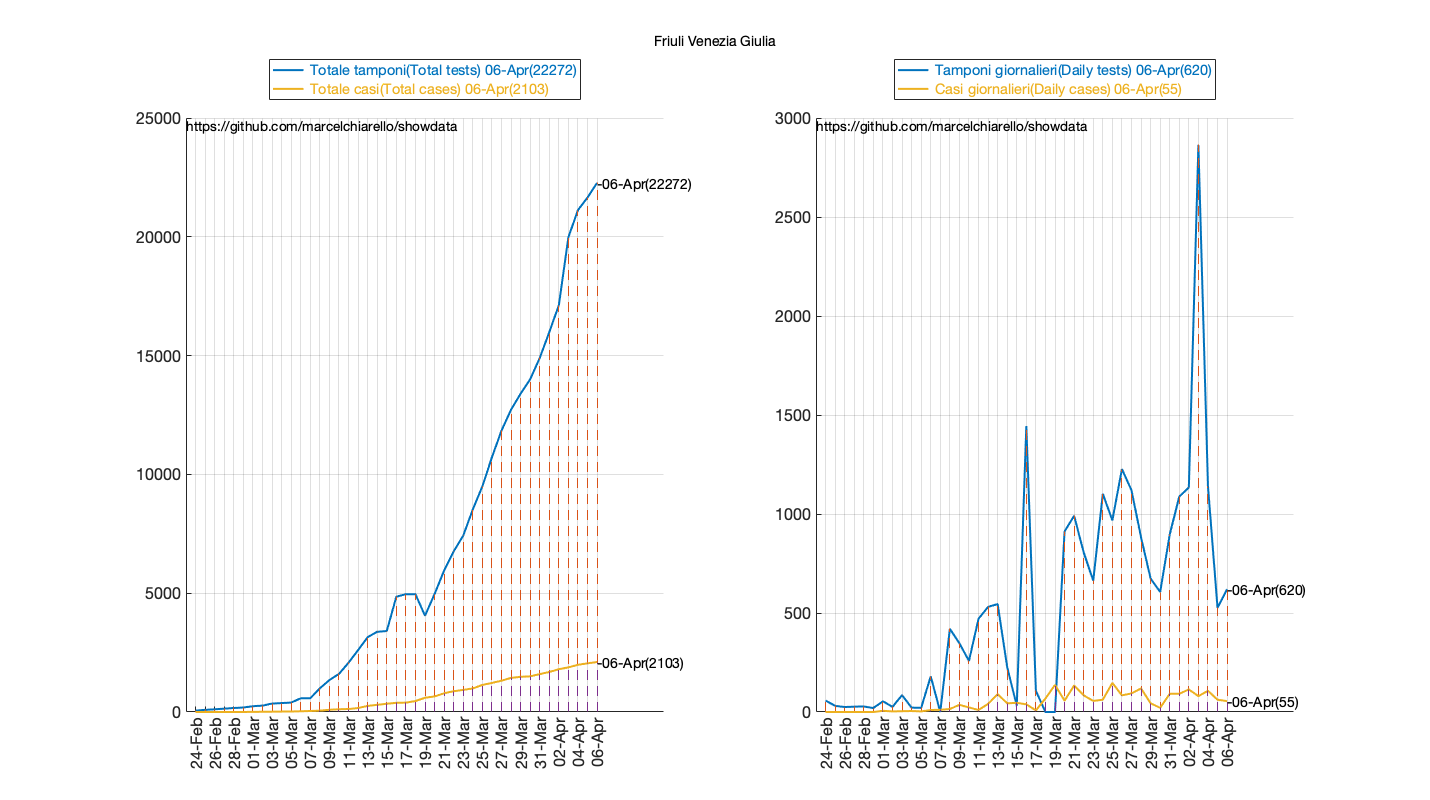 Friuli Venezia Giulia
Totale tamponi(Total tests) 06-Apr(22272)
Totale casi(Total cases) 06-Apr(2103)
https://github.com/marcelchiarello/showdata
25000
20000
15000
10000
5000
0
-06-Apr(22272)
-06-Apr(2103)
24-Feb
26-Feb
28-Feb
01-Mar
03-Mar
05-Mar
07-Mar
09-Mar
11-Mar
13-Mar
15-Mar
17-Mar
19-Mar
21-Mar
23-Mar
25-Mar
27-Mar
29-Mar
31-Mar
02-Apr
04-Apr
06-Apr
Tamponi giornalieri(Daily tests) 06-Apr(620)
Casi giornalieri(Daily cases) 06-Apr(55)
https://github.com/marcelchiarello/showdata
3000
2500
2000
1500
1000
500
0
-06-Apr(620)
-06-Apr(55)
24-Feb
26-Feb
28-Feb
01-Mar
03-Mar
05-Mar
07-Mar
09-Mar
11-Mar
13-Mar
15-Mar
17-Mar
19-Mar
21-Mar
23-Mar
25-Mar
27-Mar
29-Mar
31-Mar
02-Apr
04-Apr
06-Apr